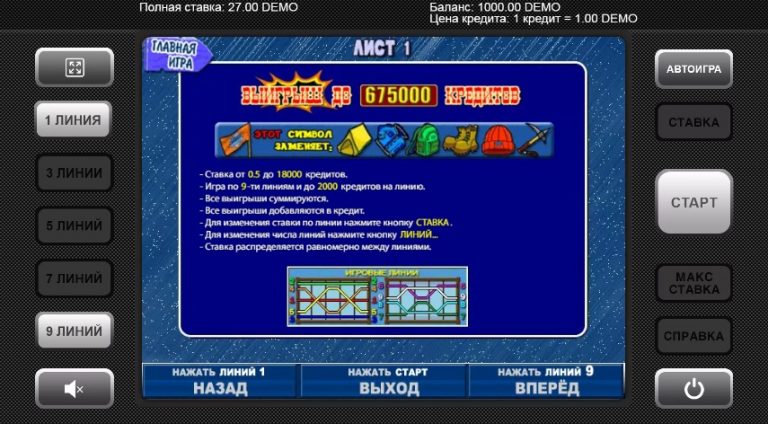 Полная ставка: 27.00 DEMO
Баланс: 1000.00 DEMO
Цена кредита: 1 кредит = 1.00 DEMO
ГЛАВНАЯ
ИГРА
ЛИСТ 1
ВЫИГРЫШ ДО 675000 КРЕДИТОВ
ЭТОТ СИМВОЛ
ЗАМЕНЯЕТ:
- Ставка от 0.5 до 18000 кредитов.
- Игра по 9-ти линиям и до 2000 кредитов на линию.
- Все выигрыши суммируются.
- Все выигрыши добавляются в кредит.
- Для изменения ставки по линии нажмите кнопку СТАВКА.
- Для изменения числа линий нажмите кнопку ЛИНИЙ...
- Ставка распределяется равномерно между линиями.
ИГРОВЫЕ ЛИНИИ
НАЖАТЬ ЛИНИЙ 1
НАЗАД
НАЖАТЬ СТАРТ
ВЫХОД
НАЖАТЬ ЛИНИЙ 9
ВПЕРЁД
1 ЛИНИЯ
3 ЛИНИИ
5 ЛИНИЙ
7 ЛИНИЙ
9 ЛИНИЙ
АВТОИГРА
СТАВКА
СТАРТ
МАКС
СТАВКА
СПРАВКА